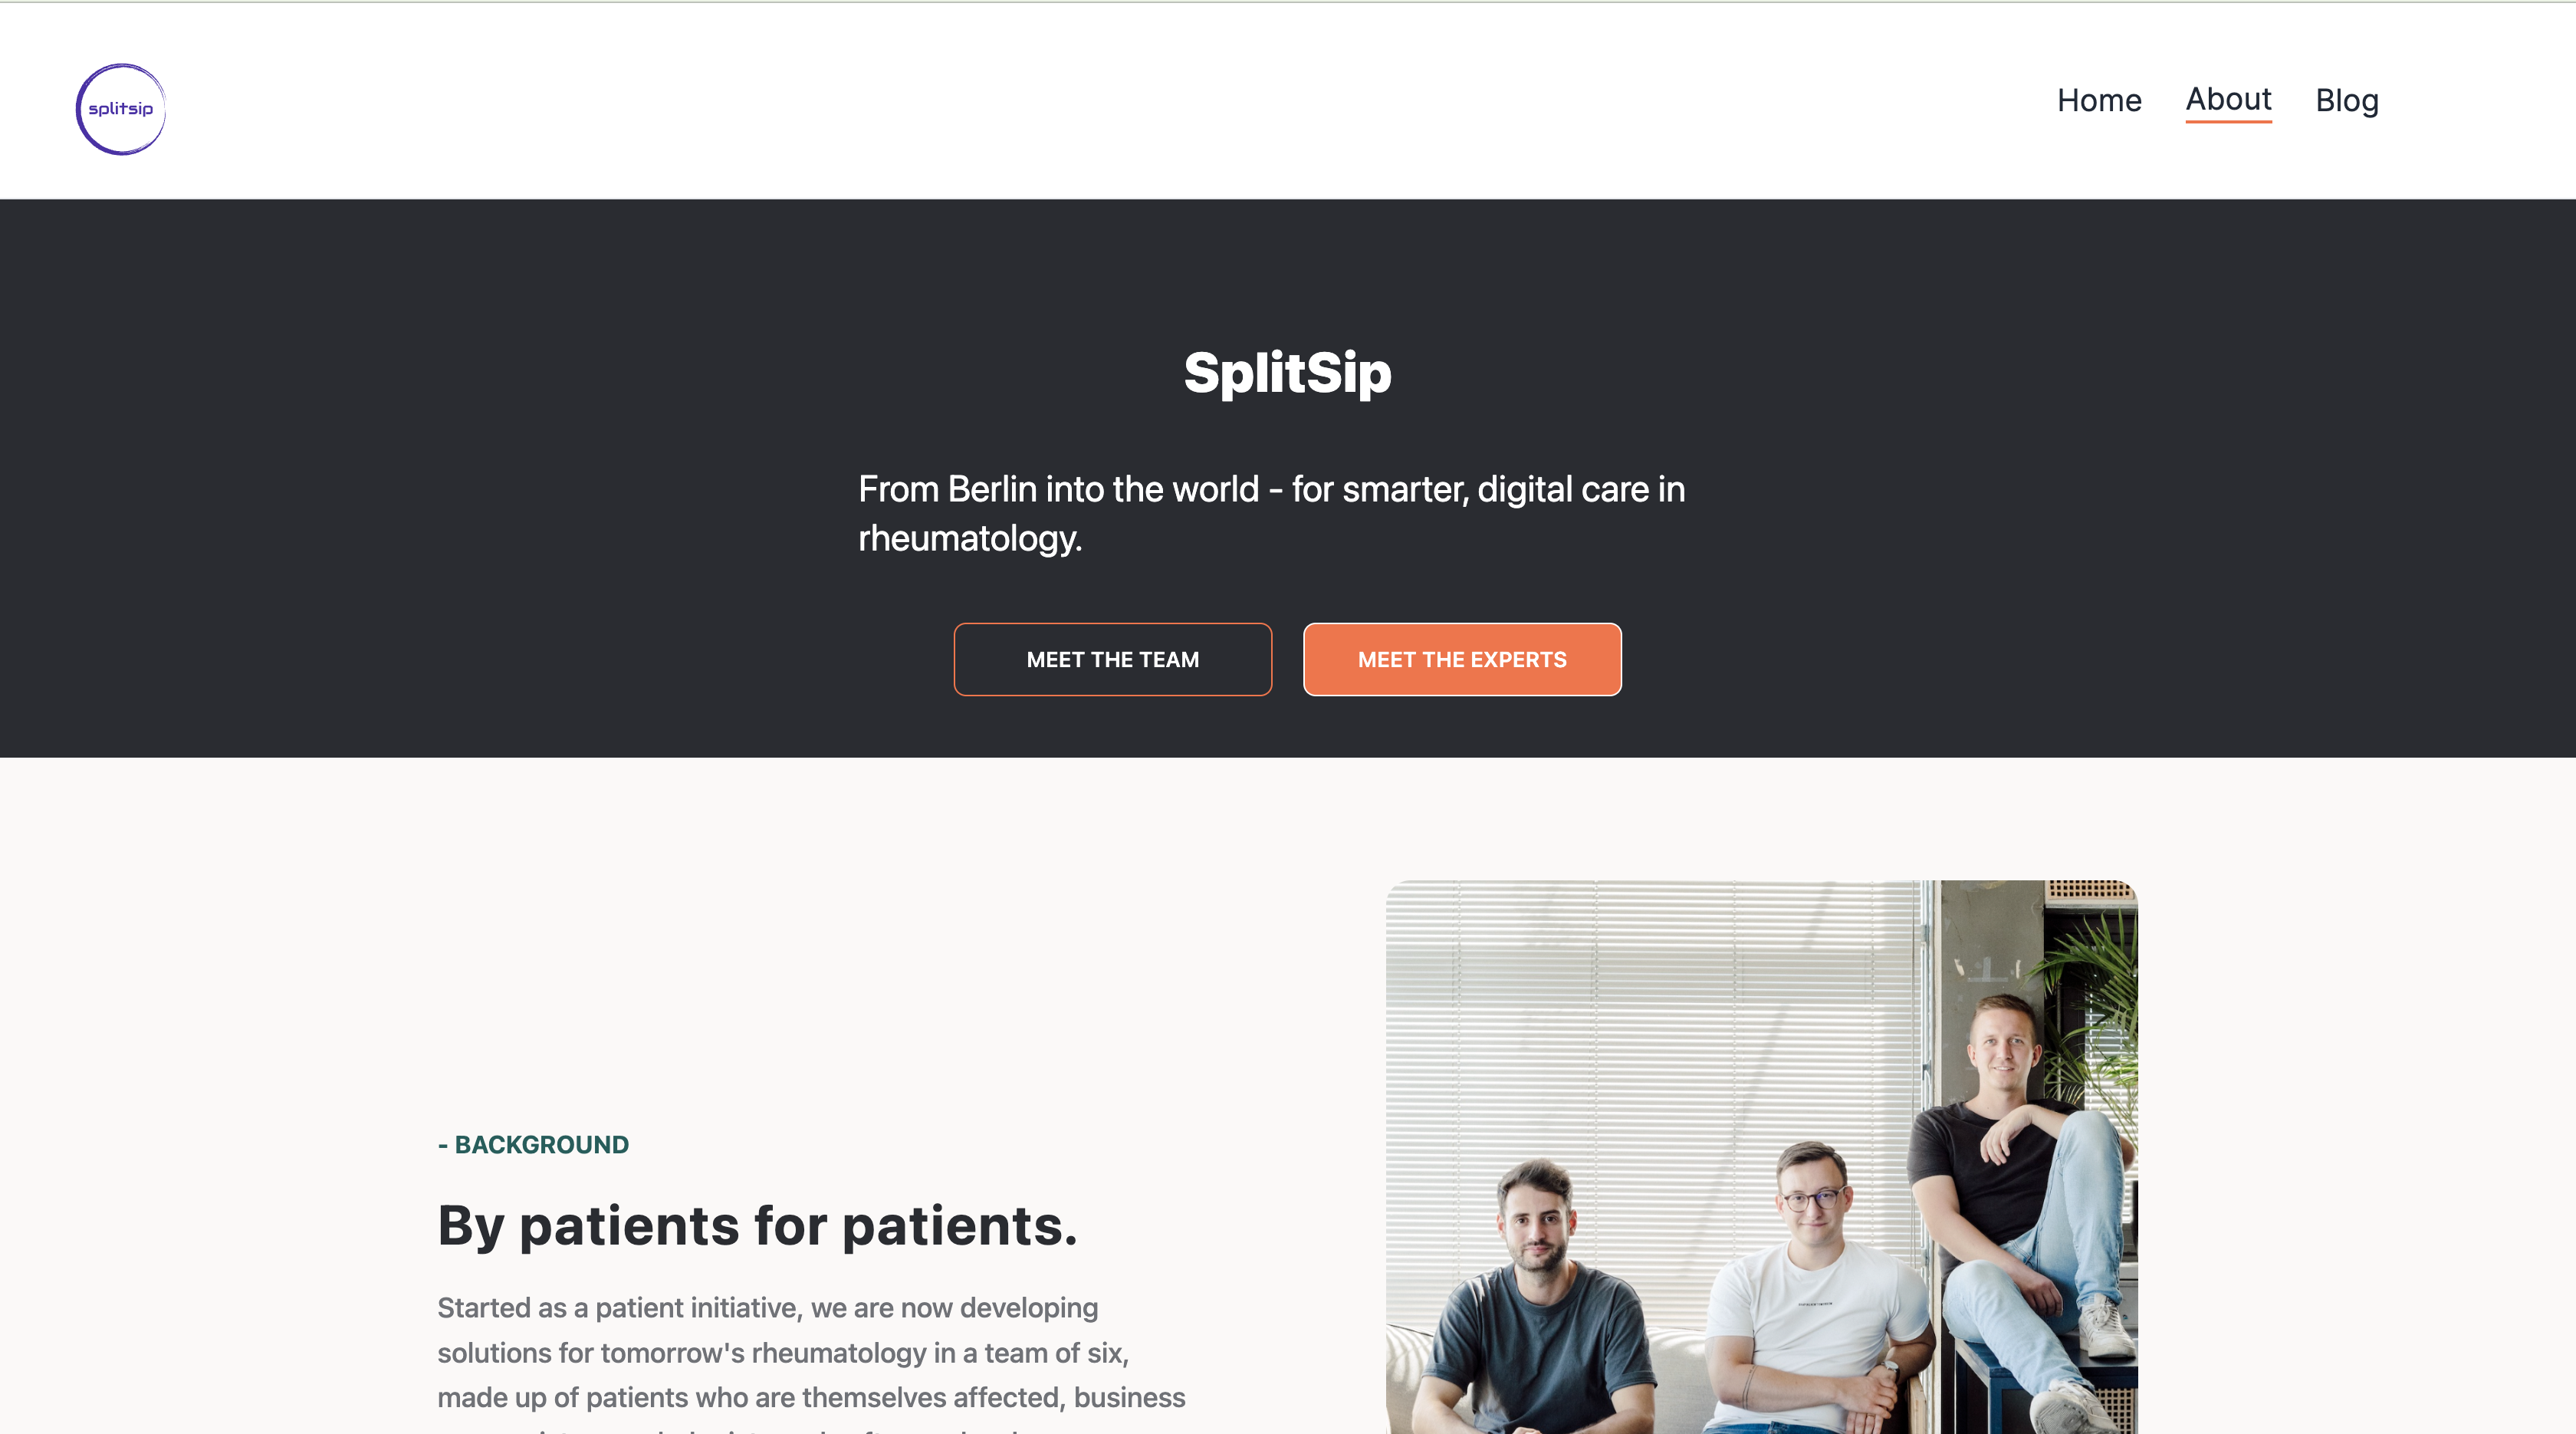 splitsip
Home About Blog
SplitSip
From Berlin into the world - for smarter, digital care in
rheumatology.
MEET THE TEAM MEET THE EXPERTS
- BACKGROUND
By patients for patients.
Started as a patient initiative, we are now developing
solutions for tomorrow's rheumatology in a team of six,
made up of patients who are themselves affected, business